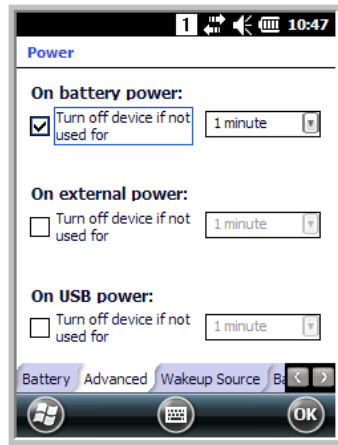 1 10:47
Power
On battery power:
Turn off device if not
used for
1 minute
On external power:
Turn off device if not
used for
1 minute
On USB power:
Turn off device if not
used for
1 minute
Battery Advanced Wakeup Source Ba
OK